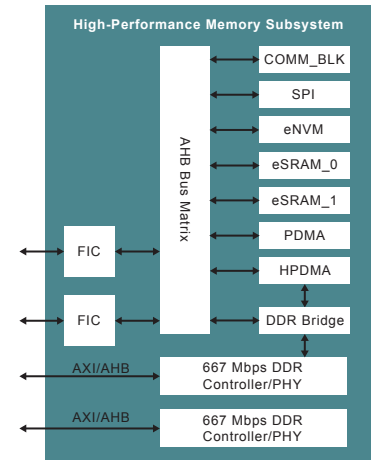 High-Performance Memory Subsystem
COMM_BLK
SPI
eNVM
eSRAM_0
eSRAM_1
PDMA
HPDMA
DDR Bridge
AHB Bus Matrix
FIC
FIC
AXI/AHB
667 Mbps DDR
Controller/PHY
AXI/AHB
667 Mbps DDR
Controller/PHY